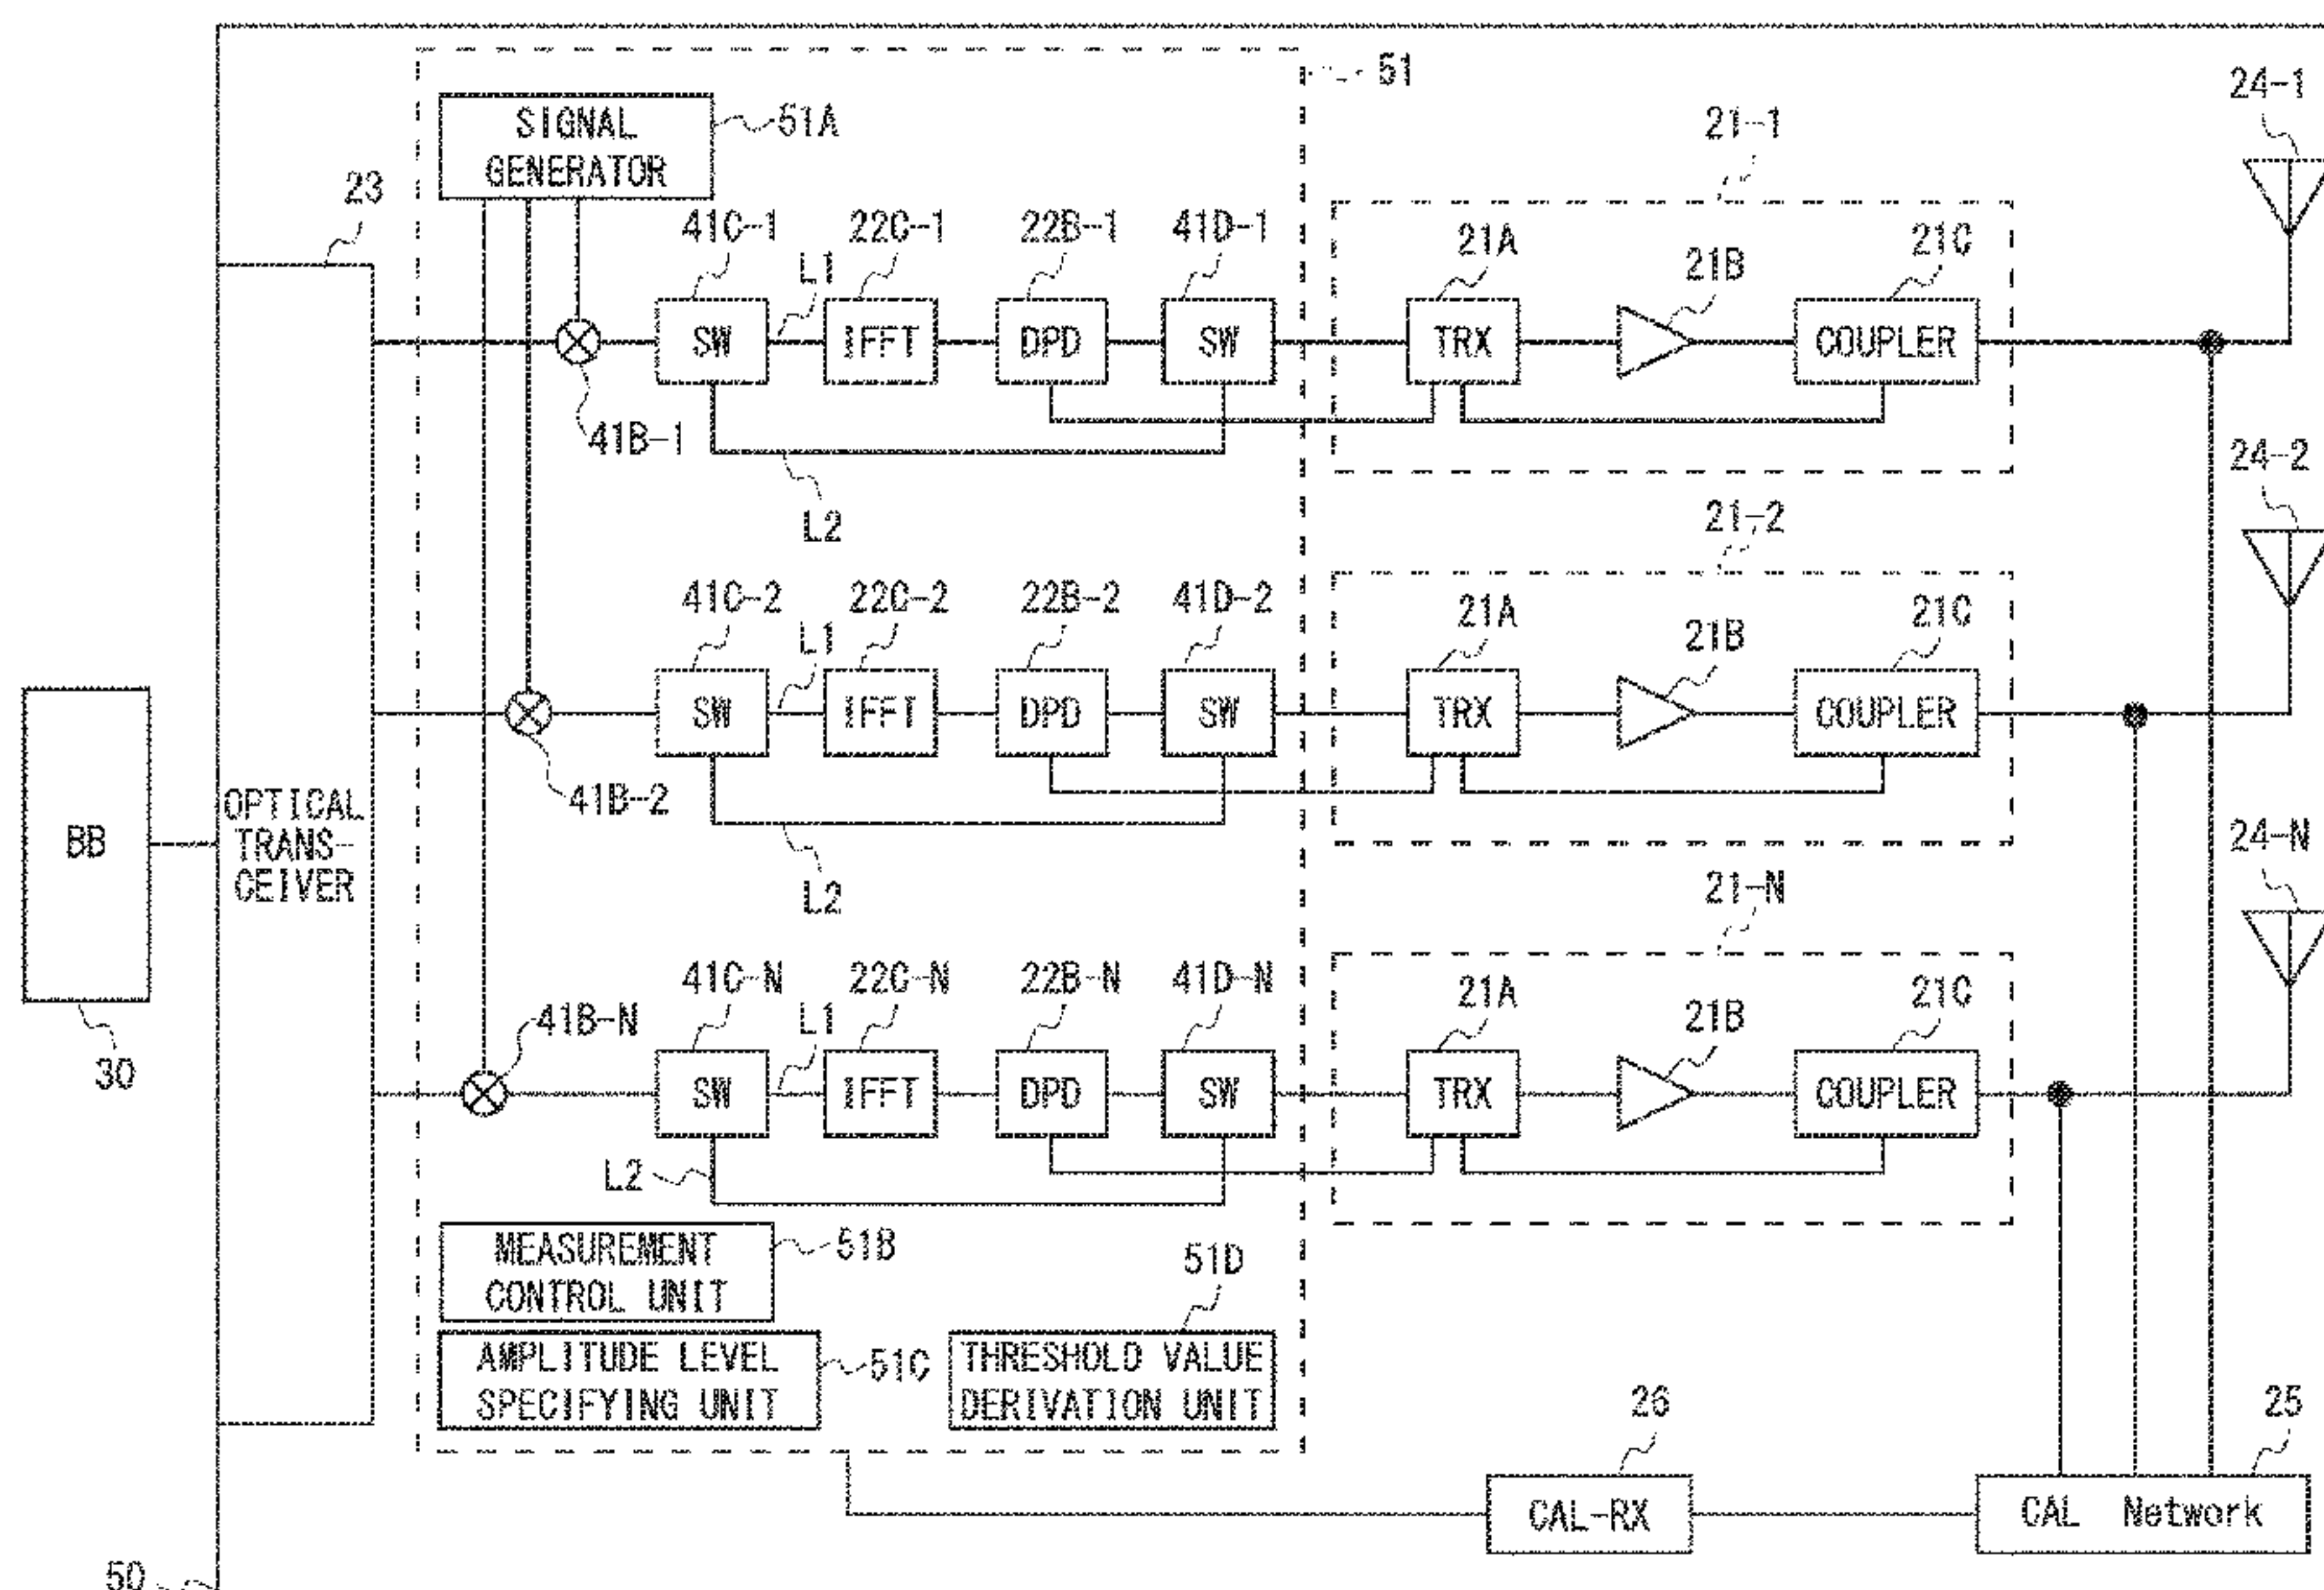 51
24-1
SIGNAL
GENERATOR
51A
21-1
23
41C-1
22C-1
22B-1
41D-1
21A
21B
21C
L1
SW
IFFT
DPD
SW
TRX
COUPLER
41B-1
24-2
L2
21-2
41C-2
22C-2
22B-2
41D-2
21A
21B
21C
L1
SW
IFFT
DPD
SW
TRX
COUPLER
41B-2
BB
OPTICAL
TRANS-
CEIVER
24-N
L2
21-N
41C-N
22C-N
22B-N
41D-N
21A
21B
21C
41B-N
L1
30
SW
IFFT
DPD
SW
TRX
COUPLER
L2
MEASUREMENT
CONTROL UNIT
51B
51D
AMPLITUDE LEVEL
SPECIFYING UNIT
51C
THRESHOLD VALUE
DERIVATION UNIT
26
25
CAL-RX
CAL Network
50